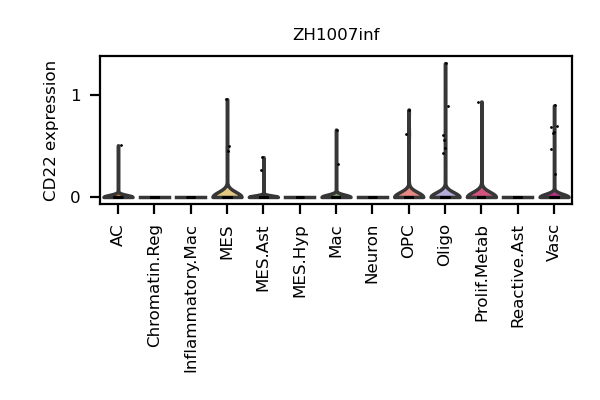 ZH1007inf
CD22 expression
1
0
AC
Chromatin.Reg
Inflammatory.Mac
MES
MES.Ast
MES.Hyp
Mac
Neuron
OPC
Oligo
Prolif.Metab
Reactive.Ast
Vasc